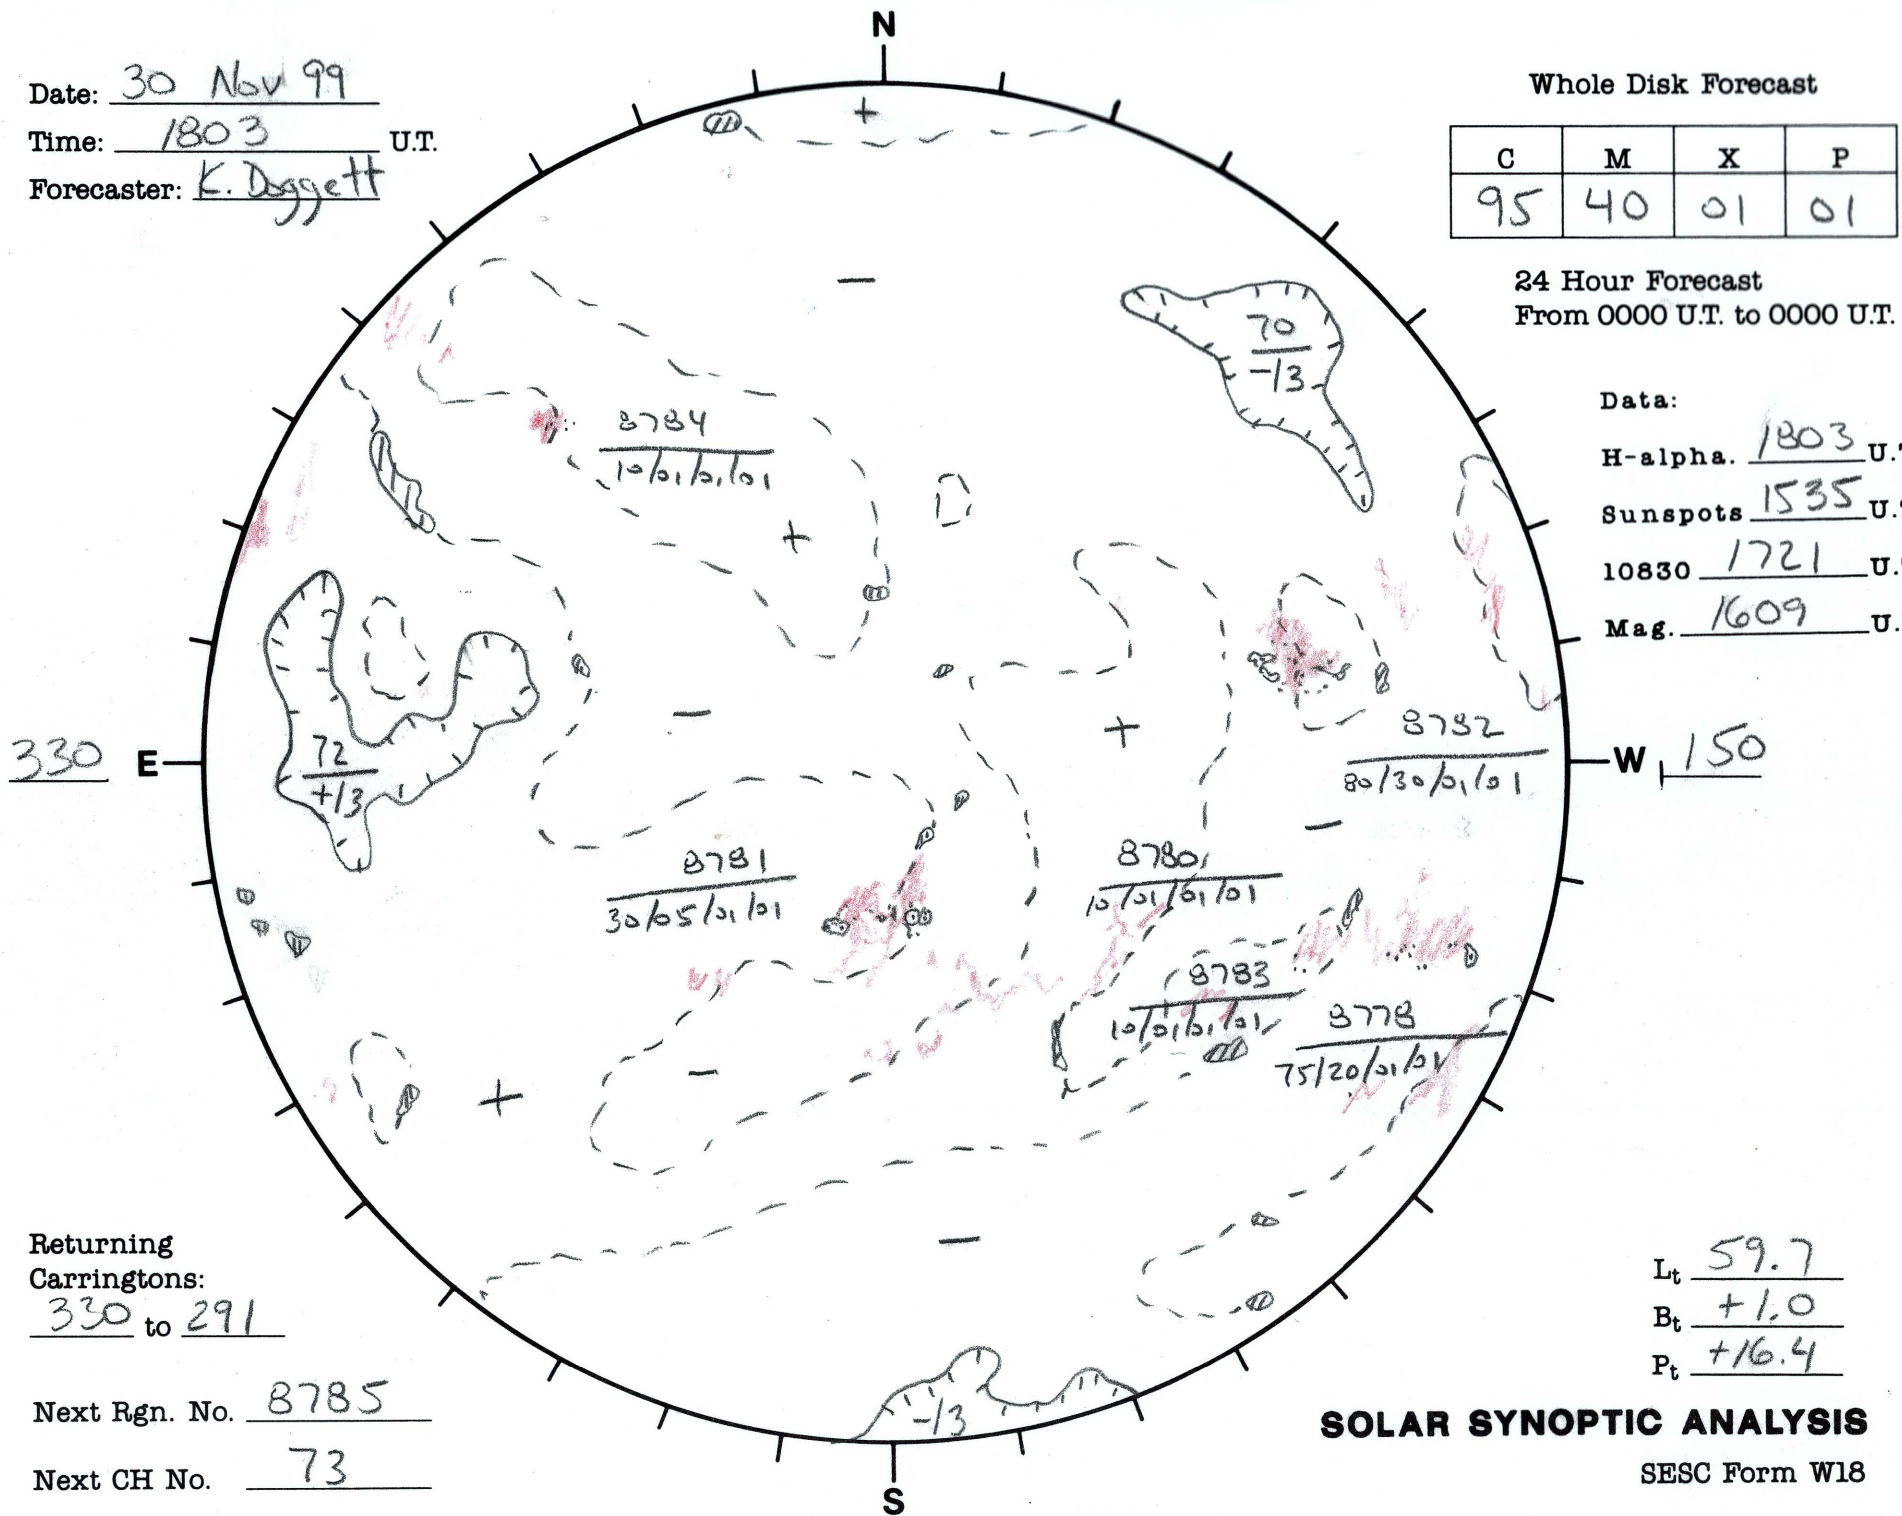 N
Date: 30 Nov 99
Time: 1803 U.T.
Forecaster: K. Doggett
Whole Disk Forecast
C M X P
95 40 01 01
24 Hour Forecast
From 0000 U.T. to 0000 U.T.
Data:
H-alpha. 1803 U.T
Sunspots 1535 U.T
10830 1721 U.
Mag. 1609 U.
+
−
70
-/3
8784
10/01/01/01
+
−
+
72
+/3
330 E
W 150
8782
80/30/01/01
−
8781
30/05/01/01
8780
10/01/01/01
8783
10/01/01/01
8778
75/20/01/01
−
+
−
-/3
Returning
Carringtons:
330 to 291
Next Rgn. No. 8785
Next CH No. 73
S
Lt 59.7
Bt +1.0
Pt +16.4
SOLAR SYNOPTIC ANALYSIS
SESC Form W18